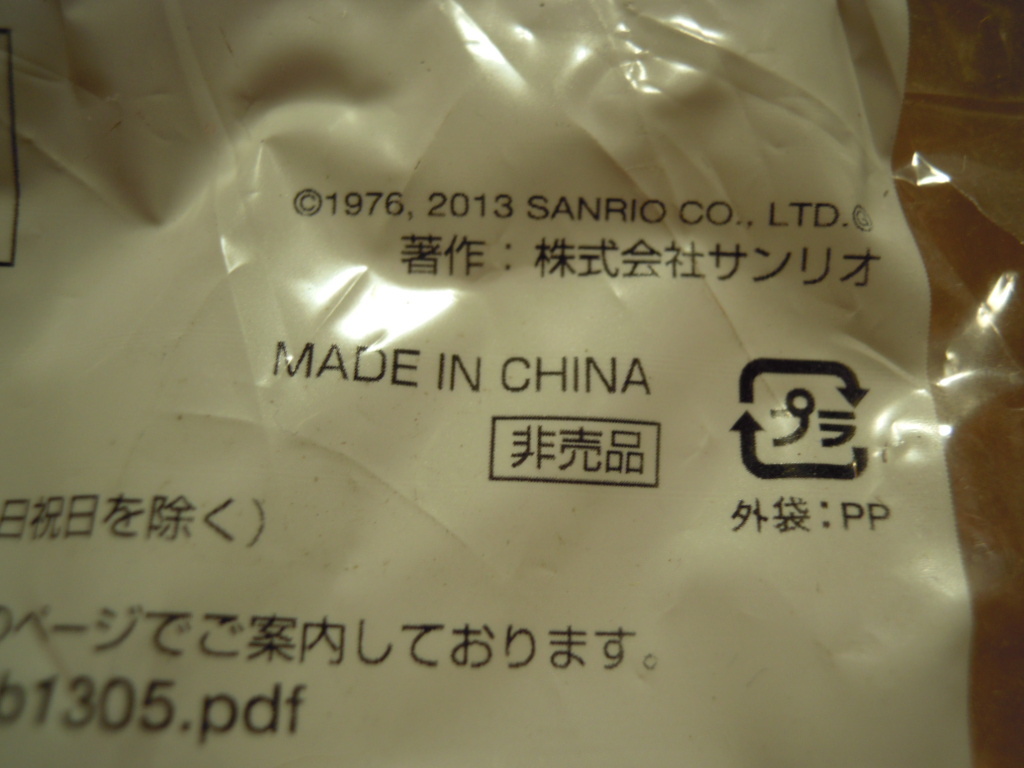 ©1976, 2013 SANRIO CO., LTD.Ⓖ
著作：株式会社サンリオ
MADE IN CHINA
非売品
プラ
外袋：PP
日祝日を除く）
のページでご案内しております。
b1305.pdf